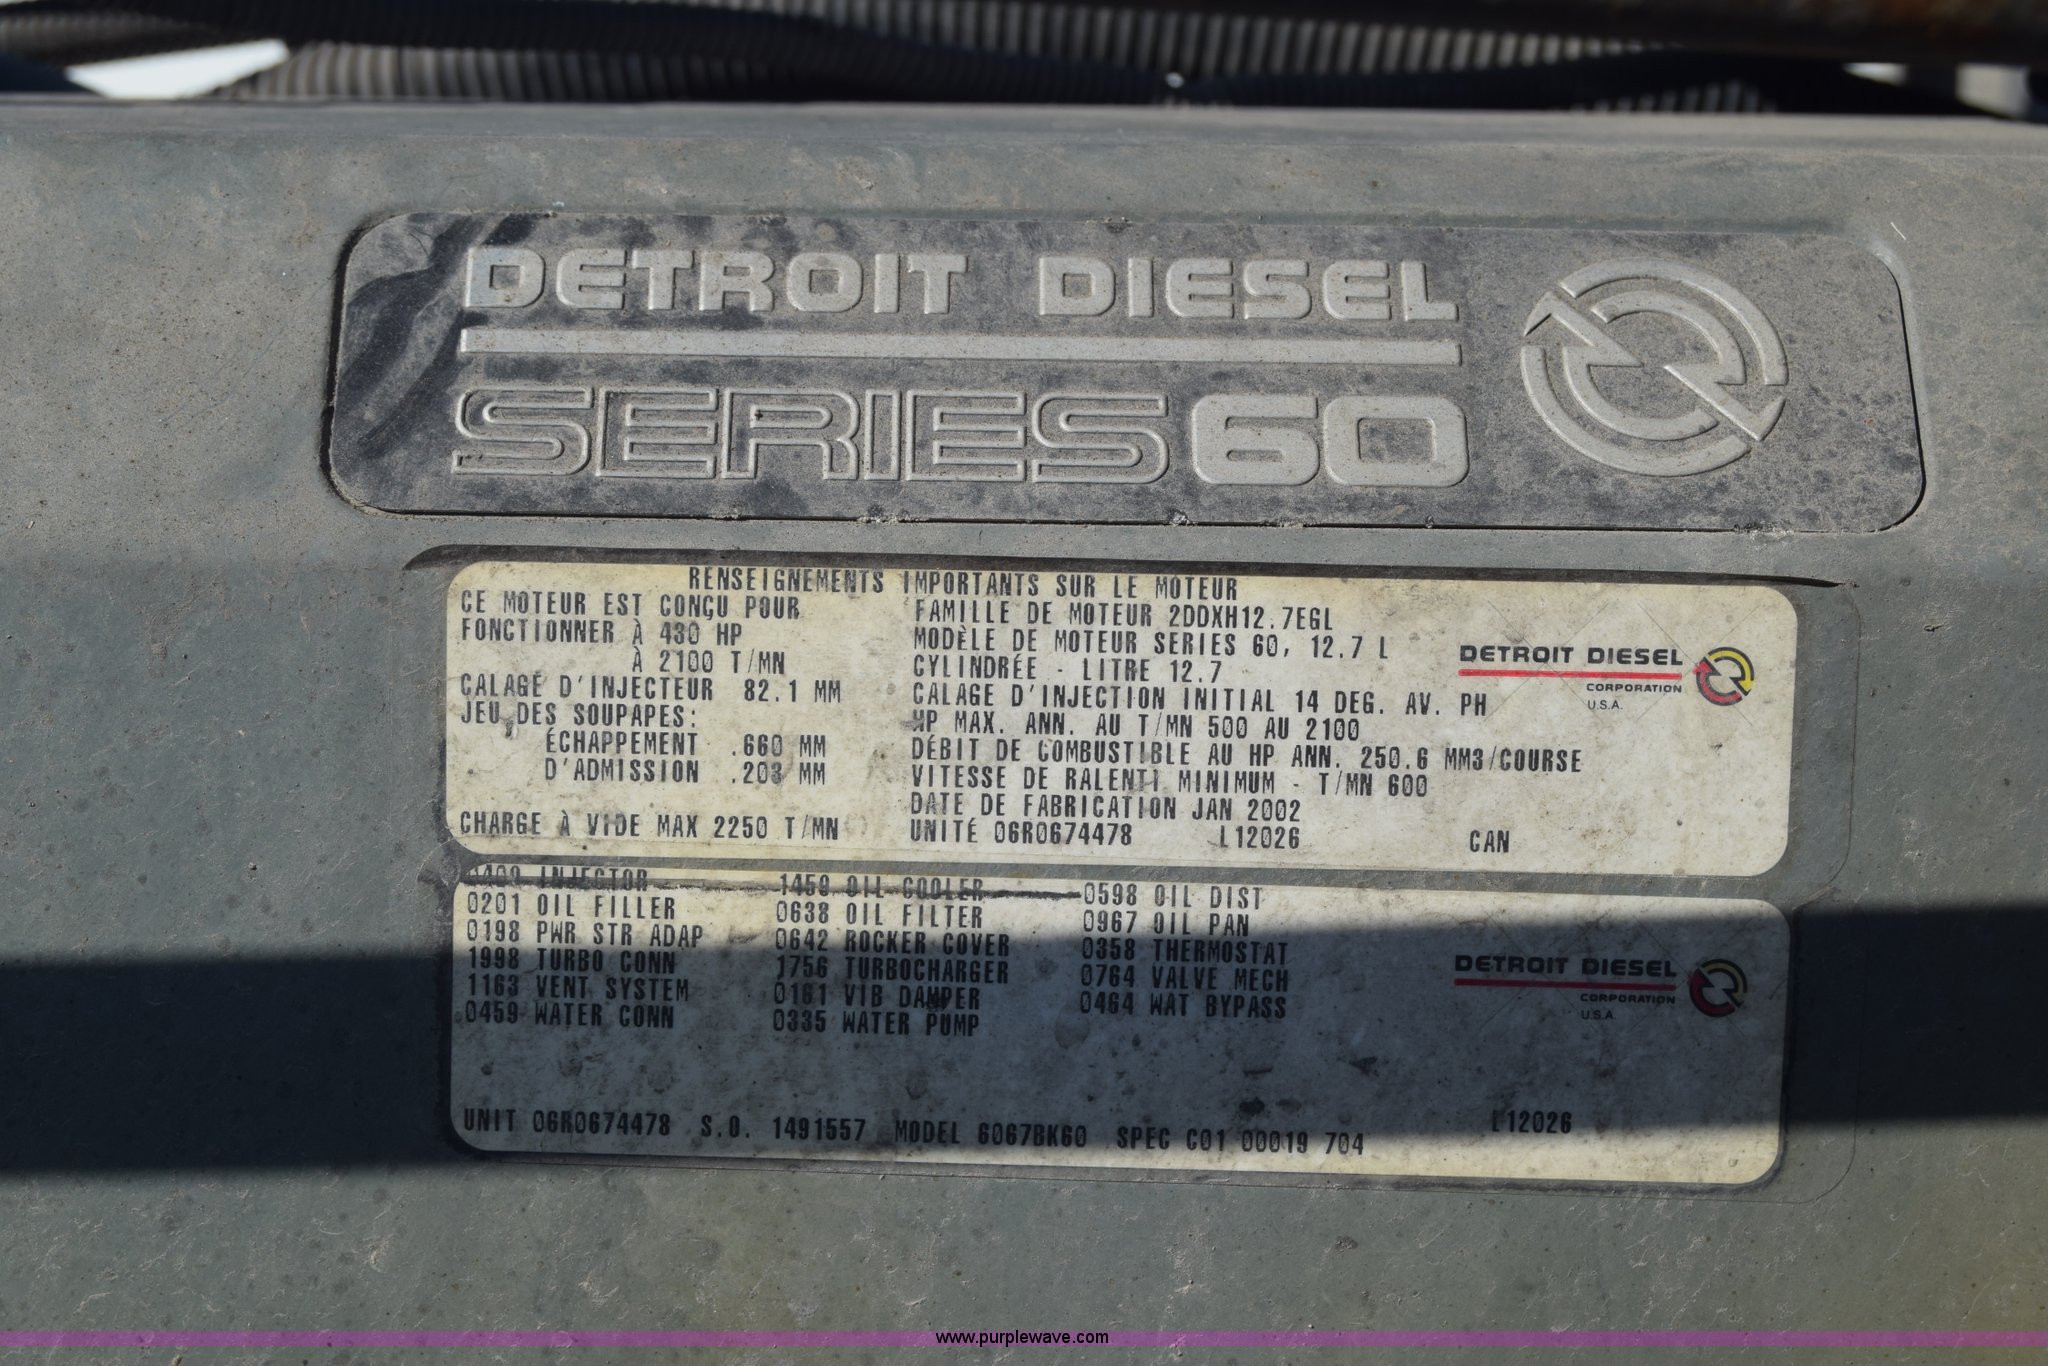 DETROIT DIESEL
SERIES 60
RENSEIGNEMENTS IMPORTANTS SUR LE MOTEUR
CE MOTEUR EST CONÇU POUR
FONCTIONNER À 430 HP
À 2100 T/MN
CALAGE D'INJECTEUR 82.1 MM
JEU DES SOUPAPES:
ÉCHAPPEMENT .660 MM
D'ADMISSION .203 MM
CHARGE À VIDE MAX 2250 T/MN
FAMILLE DE MOTEUR 2DDXH12.7EGL
MODÈLE DE MOTEUR SERIES 60, 12.7 L
CYLINDRÉE - LITRE 12.7
CALAGE D'INJECTION INITIAL 14 DEG. AV. PH
HP MAX. ANN. AU T/MN 500 AU 2100
DÉBIT DE COMBUSTIBLE AU HP ANN. 250.6 MM3/COURSE
VITESSE DE RALENTI MINIMUM - T/MN 600
DATE DE FABRICATION JAN 2002
UNITÉ 06R0674478 L12026 CAN
DETROIT DIESEL
CORPORATION
U.S.A.
INJECTOR 1459 OIL COOLER 0598 OIL DIST
0201 OIL FILLER 0638 OIL FILTER 0967 OIL PAN
0198 PWR STR ADAP 0642 ROCKER COVER 0358 THERMOSTAT
1998 TURBO CONN 1756 TURBOCHARGER 0764 VALVE MECH
1163 VENT SYSTEM 0161 VIB DAMPER 0464 WAT BYPASS
0459 WATER CONN 0335 WATER PUMP
DETROIT DIESEL
CORPORATION
U.S.A.
UNIT 06R0674478 S.O. 1491557 MODEL 6067BK60 SPEC C01 00019 704 L12026
www.purplewave.com